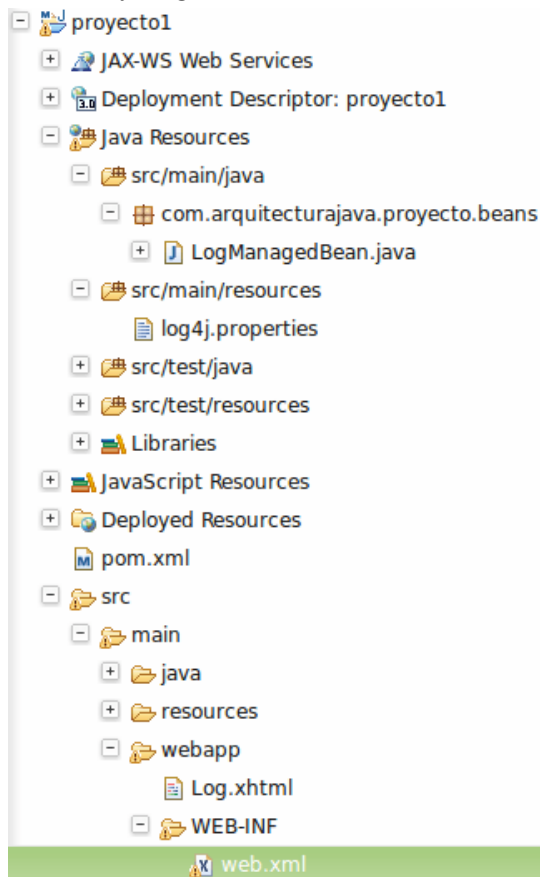 proyecto1
JAX-WS Web Services
Deployment Descriptor: proyecto1
Java Resources
src/main/java
com.arquitecturajava.proyecto.beans
LogManagedBean.java
src/main/resources
log4j.properties
src/test/java
src/test/resources
Libraries
JavaScript Resources
Deployed Resources
pom.xml
src
main
java
resources
webapp
Log.xhtml
WEB-INF
web.xml